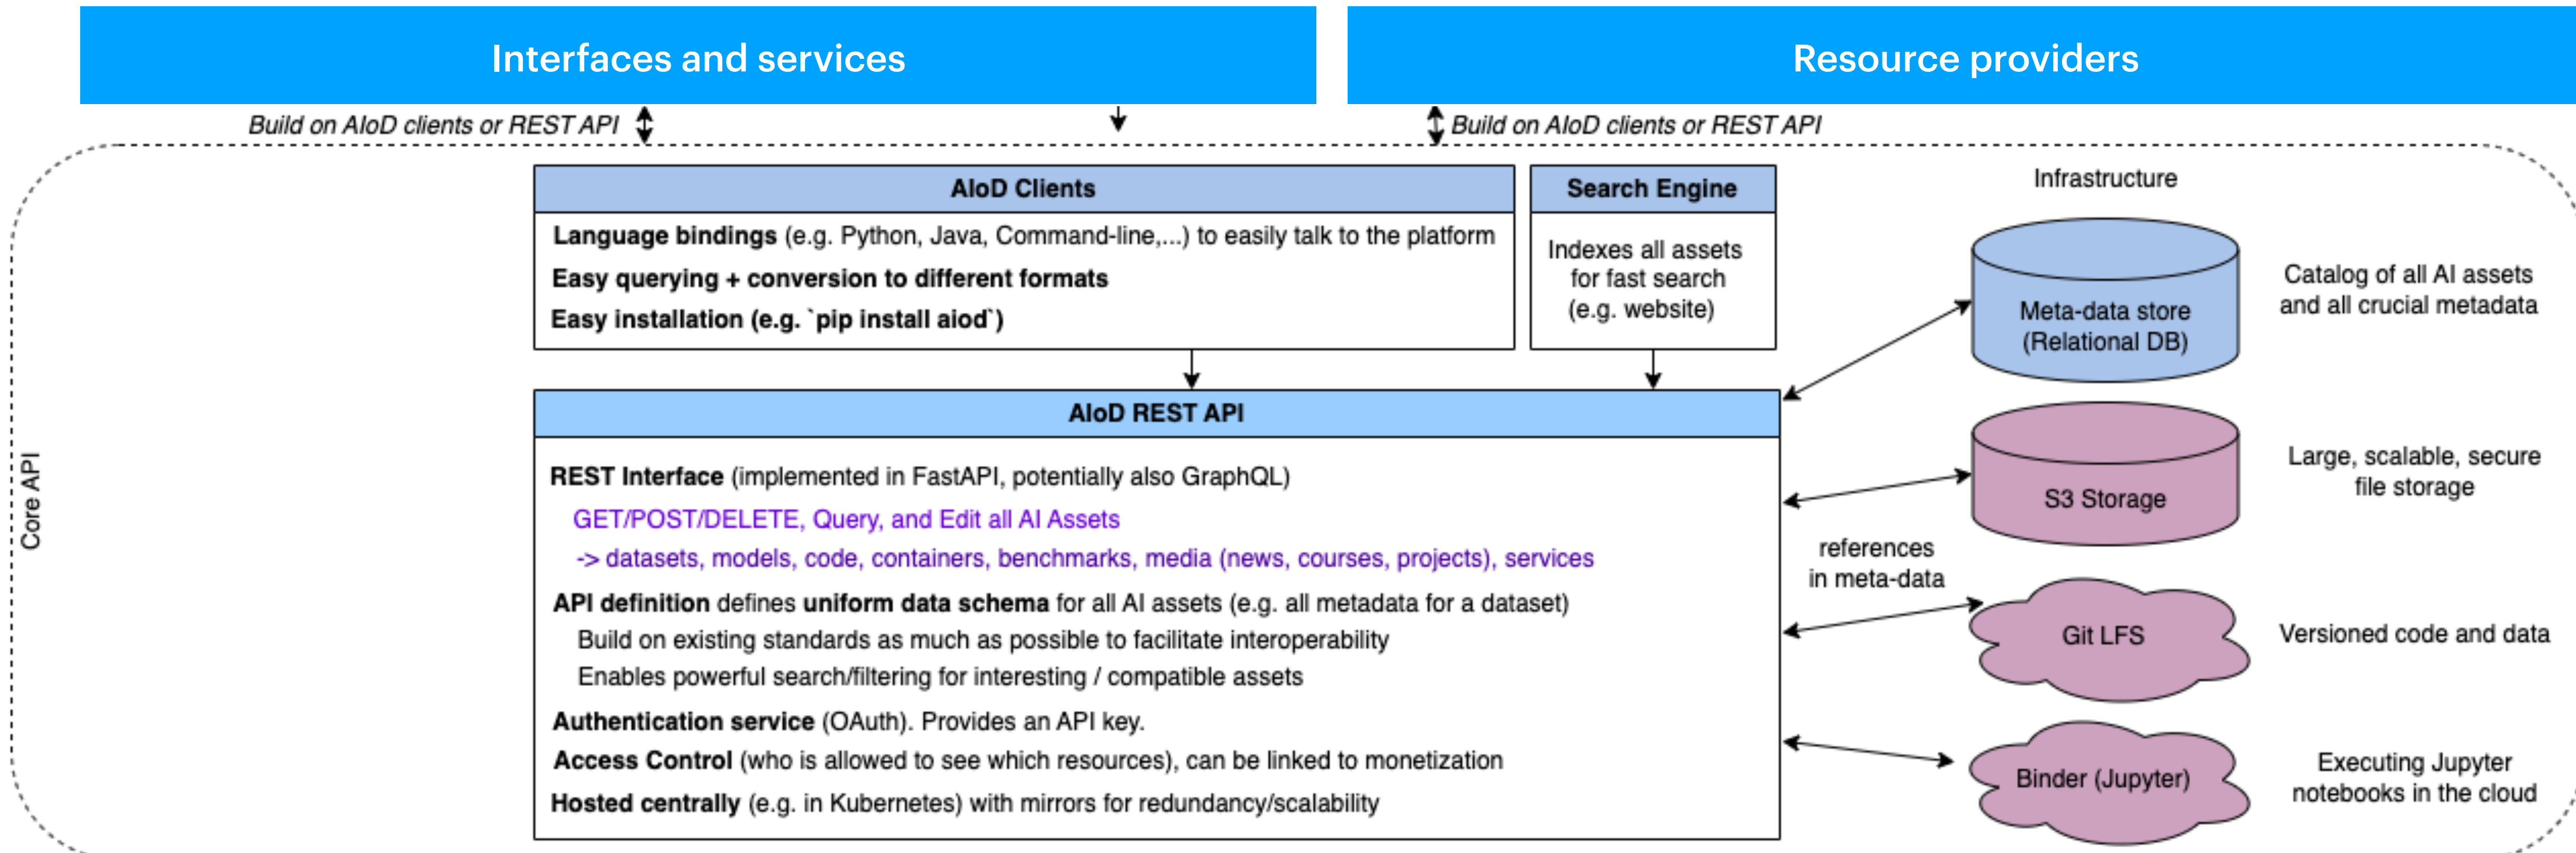 Interfaces and services
Resource providers
Build on AIoD clients or REST API
Build on AIoD clients or REST API
Core API
AIoD Clients
Language bindings (e.g. Python, Java, Command-line,...) to easily talk to the platform
Easy querying + conversion to different formats
Easy installation (e.g. `pip install aiod`)
Search Engine
Indexes all assets
for fast search
(e.g. website)
AIoD REST API
REST Interface (implemented in FastAPI, potentially also GraphQL)
GET/POST/DELETE, Query, and Edit all AI Assets
-> datasets, models, code, containers, benchmarks, media (news, courses, projects), services
API definition defines uniform data schema for all AI assets (e.g. all metadata for a dataset)
Build on existing standards as much as possible to facilitate interoperability
Enables powerful search/filtering for interesting / compatible assets
Authentication service (OAuth). Provides an API key.
Access Control (who is allowed to see which resources), can be linked to monetization
Hosted centrally (e.g. in Kubernetes) with mirrors for redundancy/scalability
Infrastructure
Meta-data store
(Relational DB)
Catalog of all AI assets
and all crucial metadata
S3 Storage
Large, scalable, secure
file storage
references
in meta-data
Git LFS
Versioned code and data
Binder (Jupyter)
Executing Jupyter
notebooks in the cloud